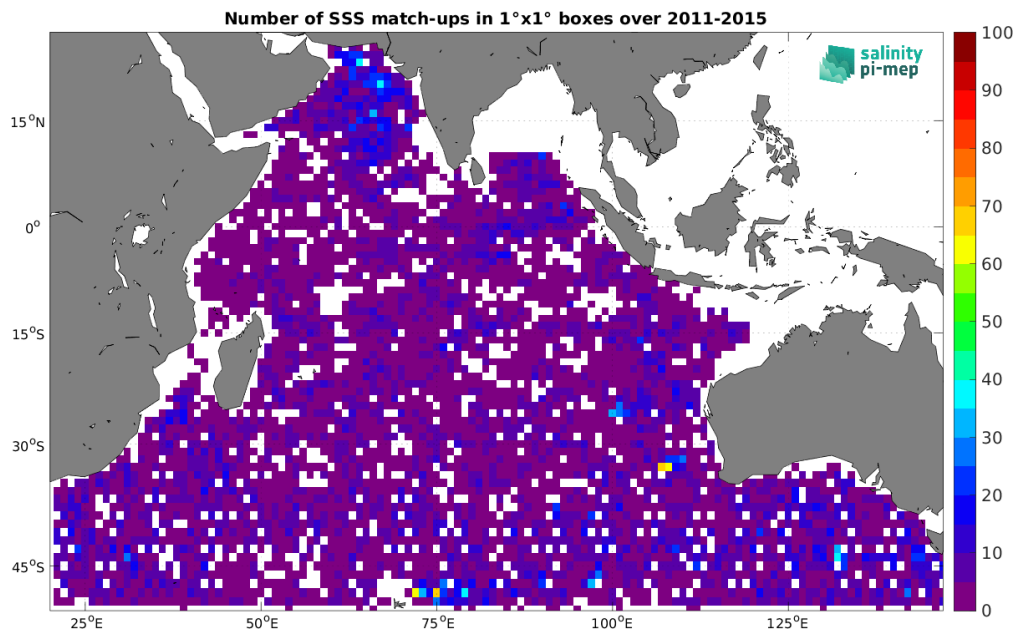 Number of SSS match-ups in 1°x1° boxes over 2011-2015
salinity
pi-mep
100
90
80
70
60
50
40
30
20
10
0
15°N
0°
15°S
30°S
45°S
25°E
50°E
75°E
100°E
125°E